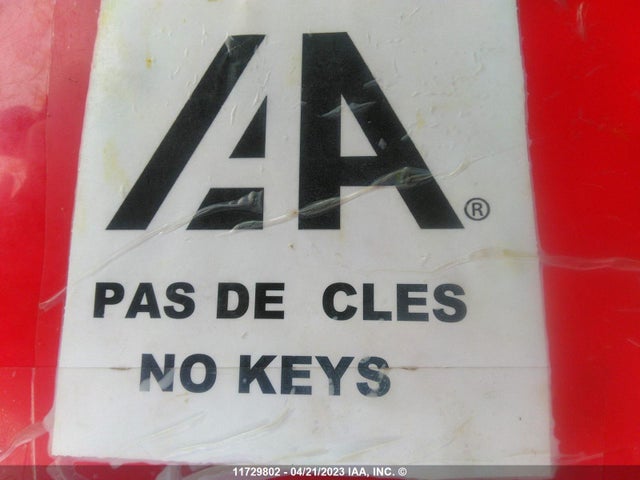 IAA®
PAS DE CLES
NO KEYS
11729802 - 04/21/2023 IAA, INC. ©